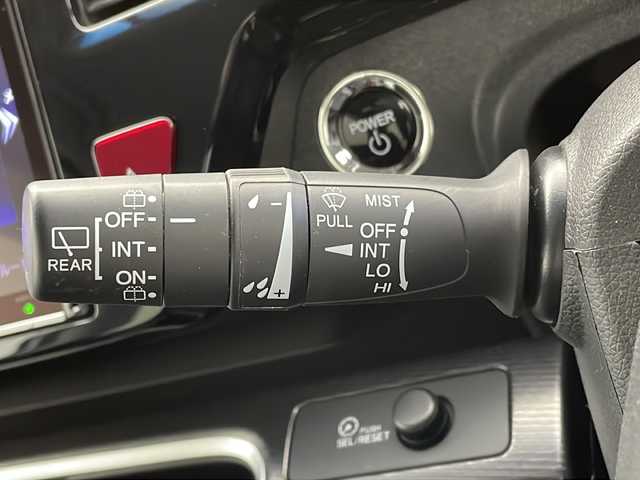 POWER
MIST
OFF
PULL
OFF
INT
INT
REAR
LO
ON
HI
PUSH
SEL/RESET